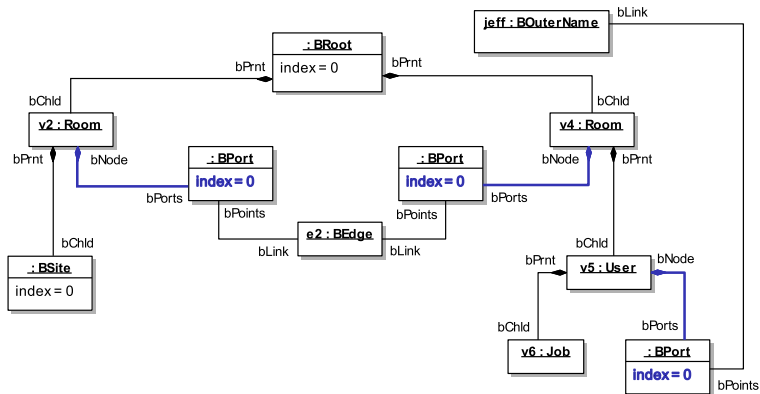 jeff : BOuterName
bLink
: BRoot
index = 0
bPrnt
bPrnt
bChld
bChld
v2 : Room
v4 : Room
bPrnt
bNode
bNode
bPrnt
: BPort
index = 0
: BPort
index = 0
bPorts
bPorts
bPoints
bPoints
e2 : BEdge
bLink
bLink
bChld
bChld
: BSite
index = 0
bPrnt
bNode
v5 : User
bChld
bPorts
v6 : Job
: BPort
index = 0
bPoints